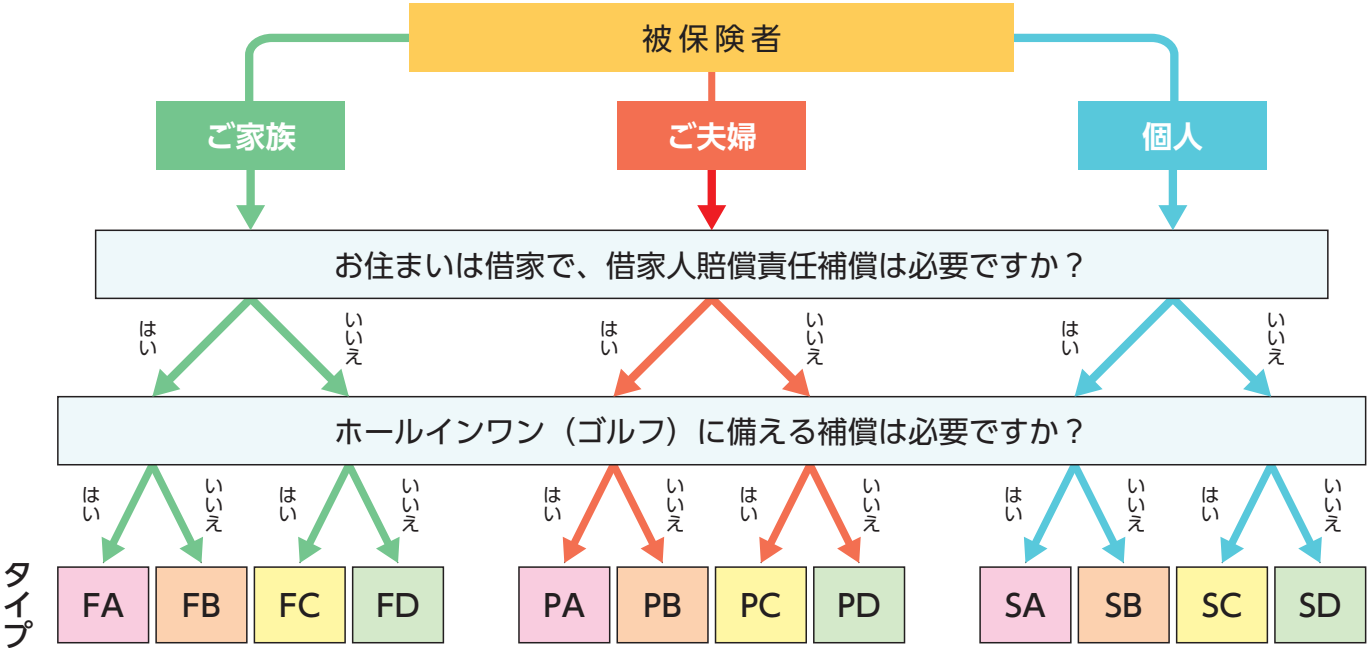 被保険者
ご家族
ご夫婦
個人
お住まいは借家で、借家人賠償責任補償は必要ですか？
はい
いいえ
はい
いいえ
はい
いいえ
ホールインワン（ゴルフ）に備える補償は必要ですか？
はい
いいえ
はい
いいえ
はい
いいえ
はい
いいえ
はい
いいえ
はい
いいえ
タイプ
FA
FB
FC
FD
PA
PB
PC
PD
SA
SB
SC
SD